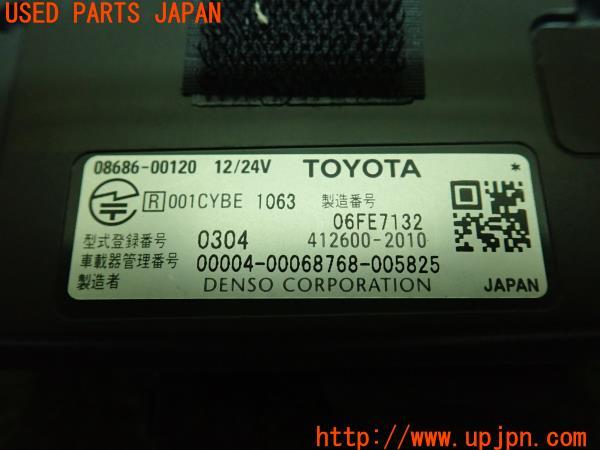 USED PARTS JAPAN
08686-00120 12/24V TOYOTA *
R 001CYBE 1063 製造番号
06FE7132
型式登録番号 0304 412600-2010
車載器管理番号 00004-00068768-005825
製造者 DENSO CORPORATION JAPAN
http://www.upjpn.com